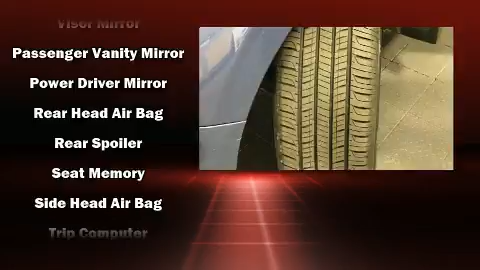 Visor Mirror
Passenger Vanity Mirror
Power Driver Mirror
Rear Head Air Bag
Rear Spoiler
Seat Memory
Side Head Air Bag
Trip Computer